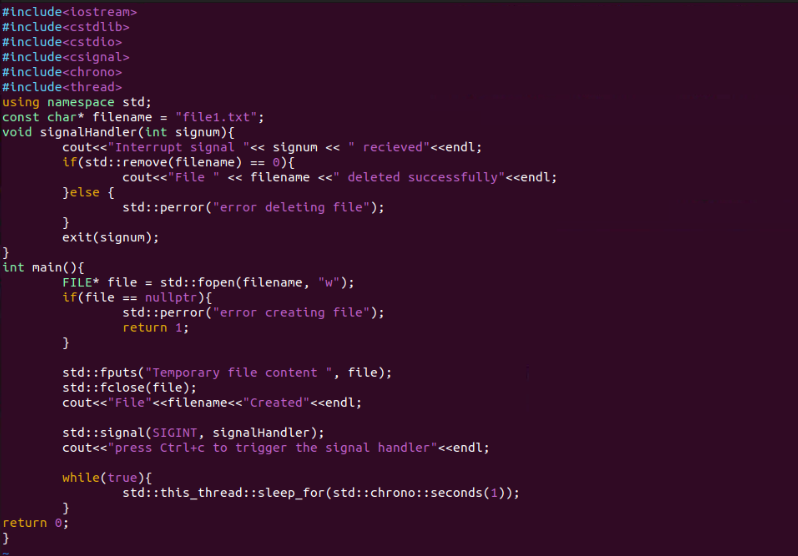 #include<iostream>
#include<cstdlib>
#include<cstdio>
#include<csignal>
#include<chrono>
#include<thread>
using namespace std;
const char* filename = "file1.txt";
void signalHandler(int signum){
        cout<<"Interrupt signal "<< signum << " recieved"<<endl;
        if(std::remove(filename) == 0){
                cout<<"File " << filename <<" deleted successfully"<<endl;
        }else {
                std::perror("error deleting file");
        }
        exit(signum);
}
int main(){
        FILE* file = std::fopen(filename, "w");
        if(file == nullptr){
                std::perror("error creating file");
                return 1;
        }

        std::fputs("Temporary file content ", file);
        std::fclose(file);
        cout<<"File"<<filename<<"Created"<<endl;

        std::signal(SIGINT, signalHandler);
        cout<<"press Ctrl+c to trigger the signal handler"<<endl;

        while(true){
                std::this_thread::sleep_for(std::chrono::seconds(1));
        }
return 0;
}
~